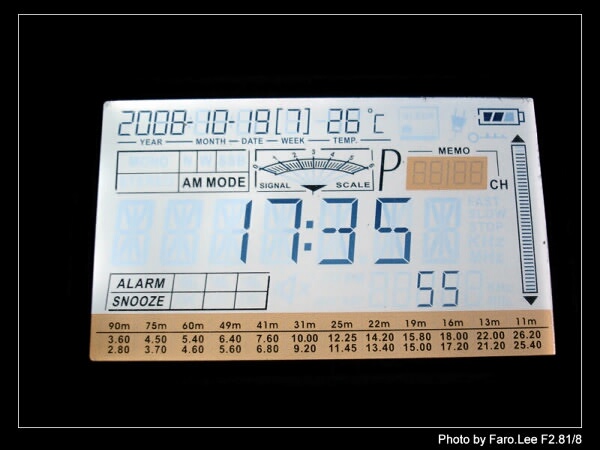 2008-10-19[7] 26°C
YEAR MONTH DATE WEEK TEMP.
MEMO
AM MODE
SIGNAL SCALE
P
CH
17:35
ALARM
SNOOZE
55
90m 75m 60m 49m 41m 31m 25m 22m 19m 16m 13m 11m
3.60 4.50 5.40 6.40 7.60 10.00 12.25 14.20 15.80 18.00 22.00 26.20
2.80 3.70 4.60 5.60 6.80 9.20 11.45 13.40 15.00 17.20 21.20 25.40
Photo by Faro.Lee F2.81/8